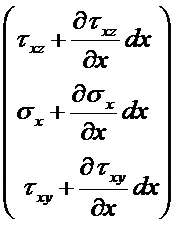 τ_xz + ∂τ_xz/∂x dx
σ_x + ∂σ_x/∂x dx
τ_xy + ∂τ_xy/∂x dx